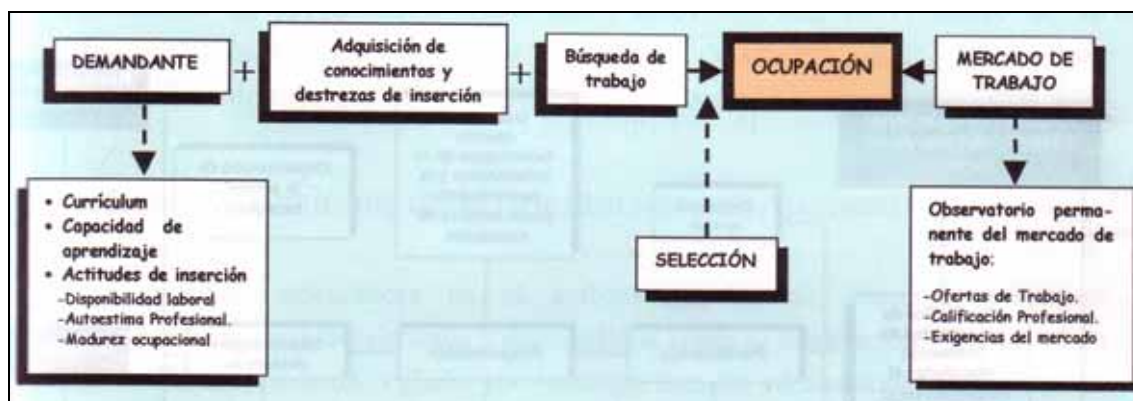 DEMANDANTE
+
Adquisición de
conocimientos y
destrezas de inserción
+
Búsqueda de
trabajo
OCUPACIÓN
MERCADO DE
TRABAJO
• Currículum
• Capacidad de
aprendizaje
• Actitudes de inserción
-Disponibilidad laboral
-Autoestima Profesional.
-Madurez ocupacional
SELECCIÓN
Observatorio perma-
nente del mercado de
trabajo:
-Ofertas de Trabajo.
-Calificación Profesional.
-Exigencias del mercado